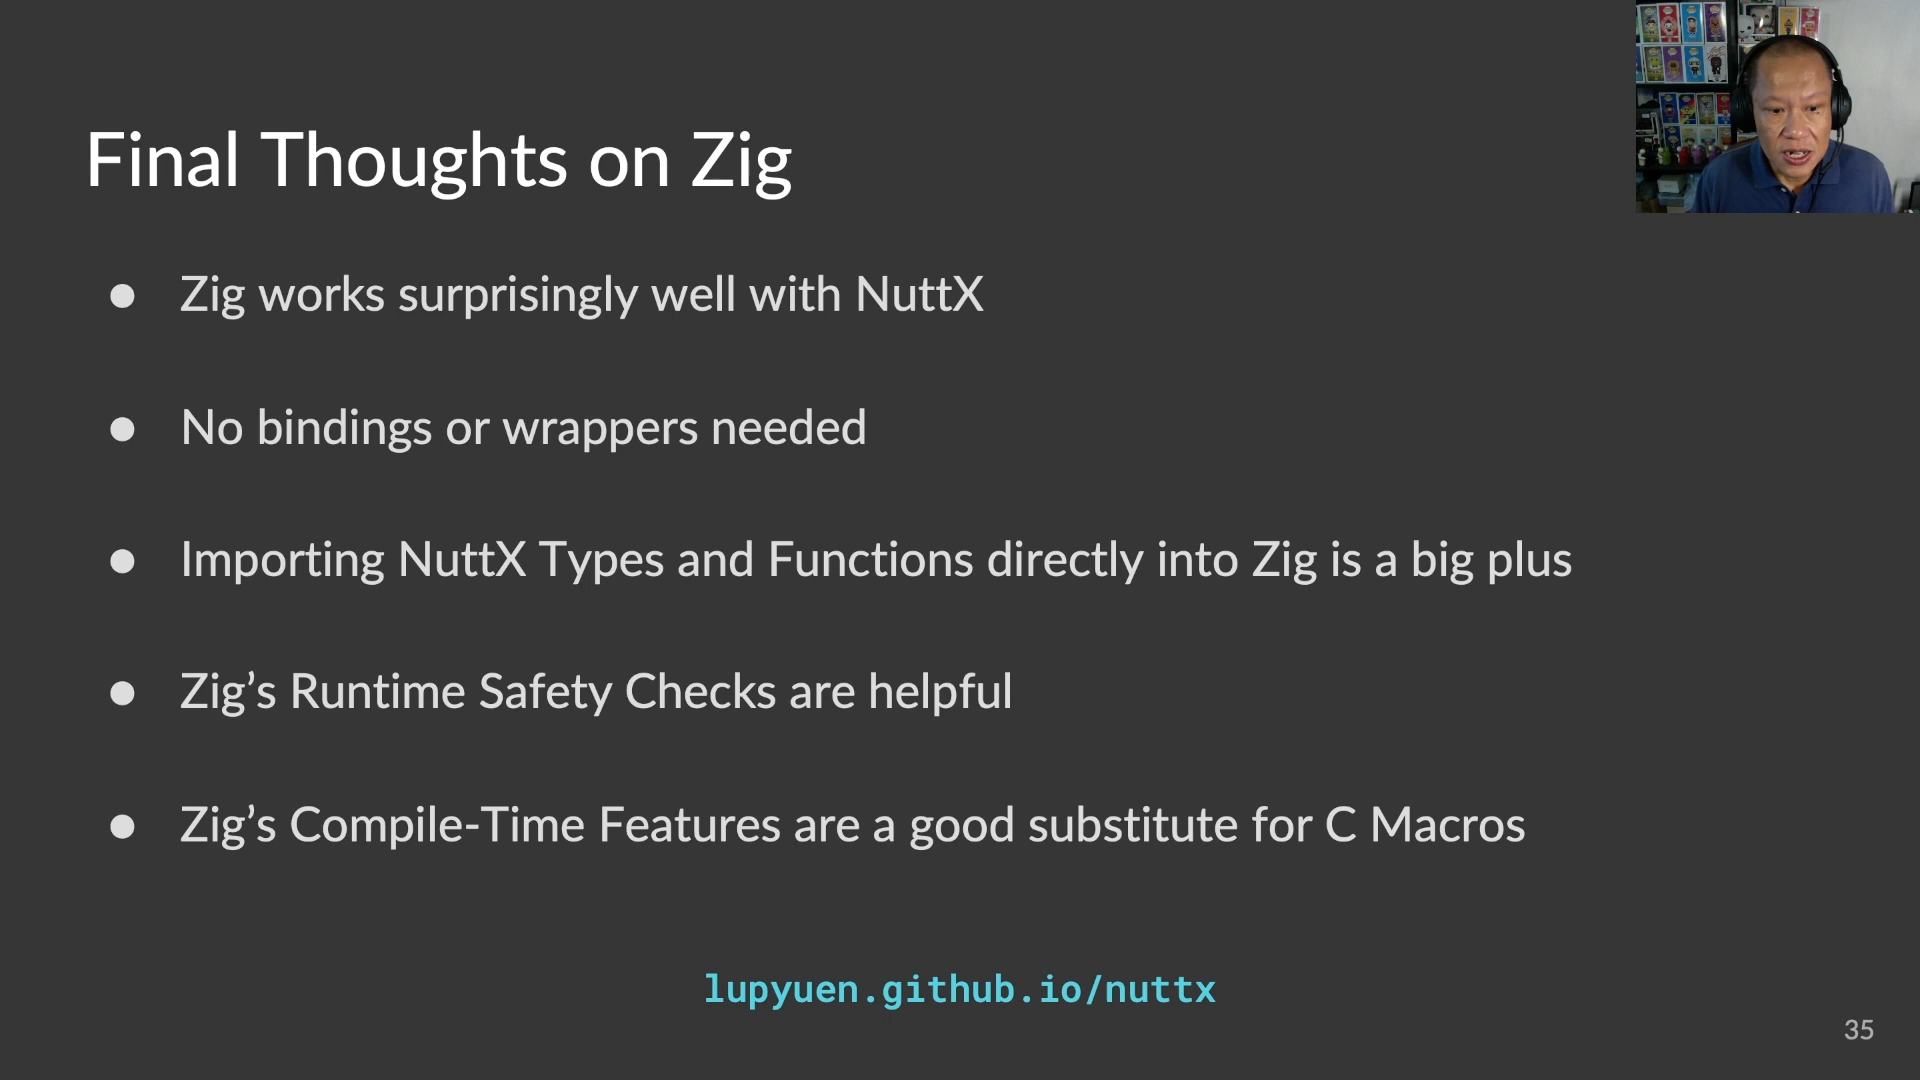 Final Thoughts on Zig
● Zig works surprisingly well with NuttX
● No bindings or wrappers needed
● Importing NuttX Types and Functions directly into Zig is a big plus
● Zig’s Runtime Safety Checks are helpful
● Zig’s Compile-Time Features are a good substitute for C Macros
lupyuen.github.io/nuttx
35